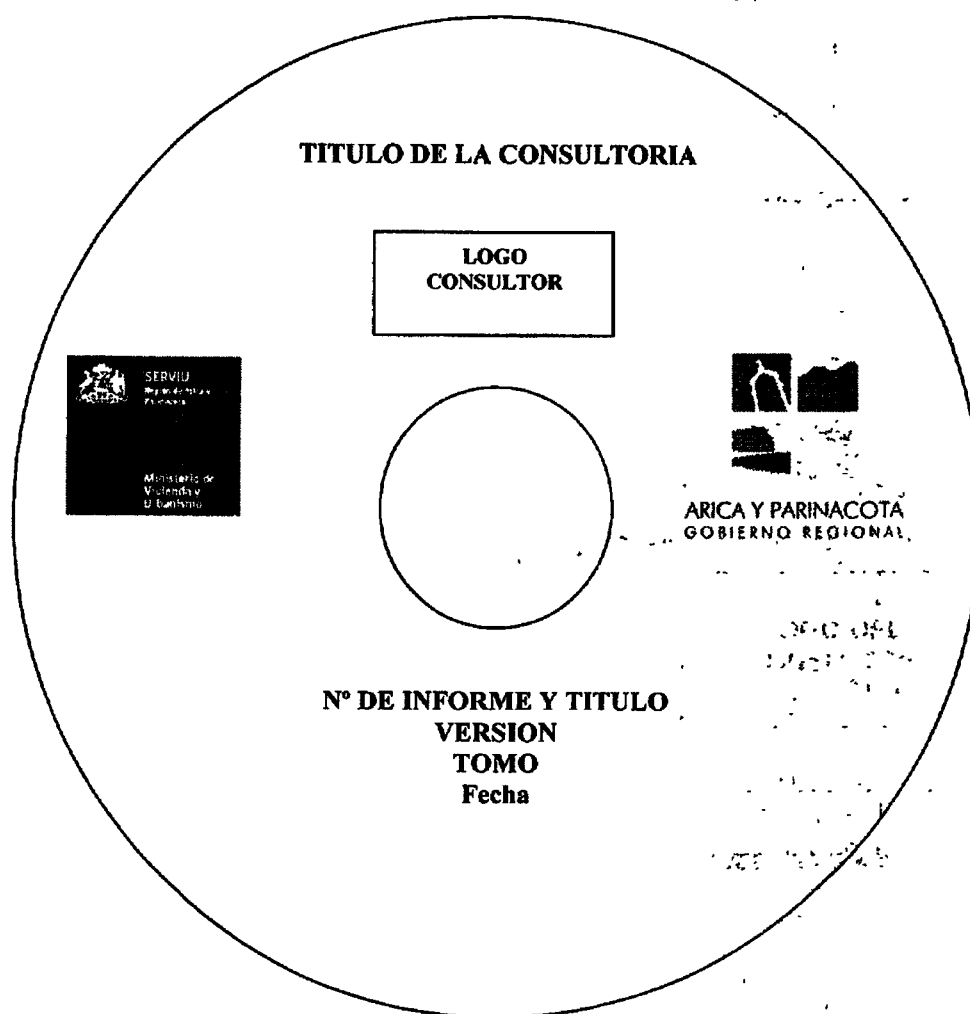 TITULO DE LA CONSULTORIA
LOGO
CONSULTOR
SERVIU
Ministerio de
Vivienda y
Urbanismo
ARICA Y PARINACOTA
GOBIERNO REGIONAL
Nº DE INFORME Y TITULO
VERSION
TOMO
Fecha